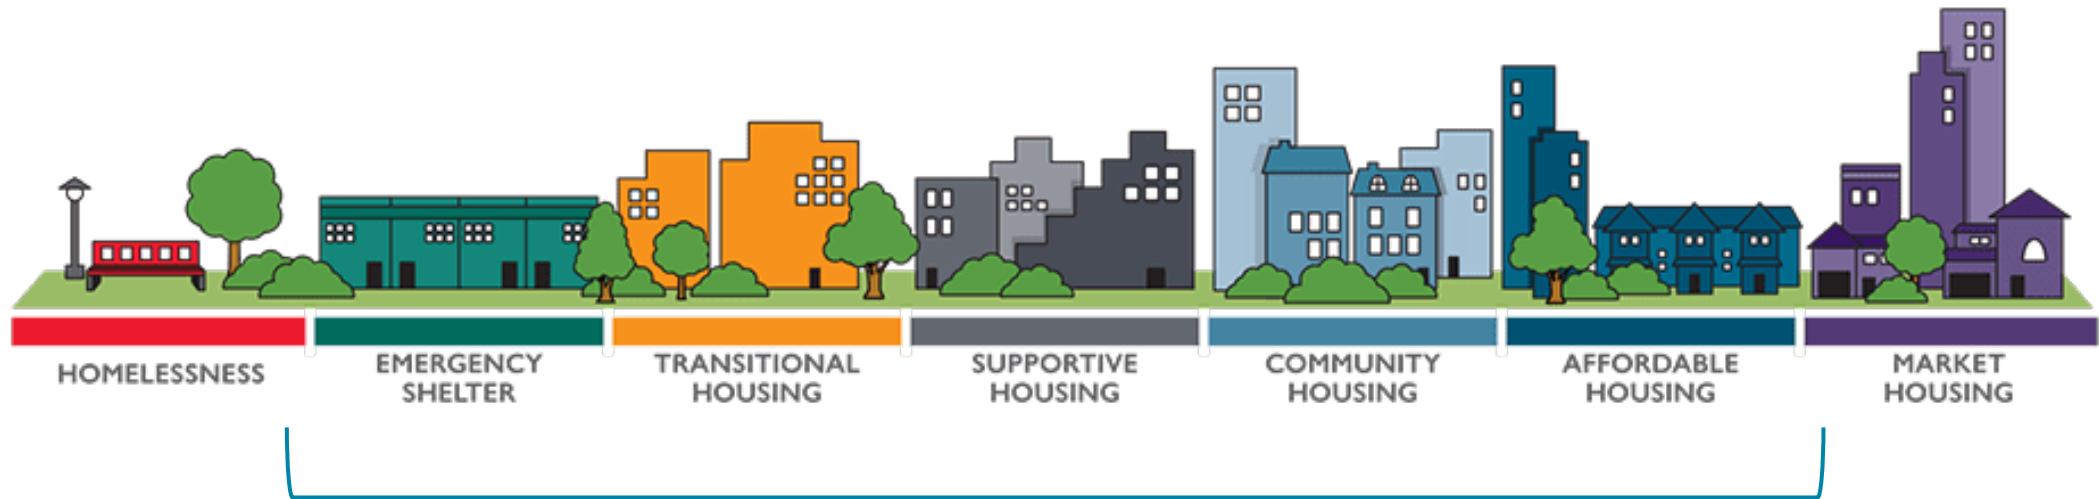 HOMELESSNESS
EMERGENCY
SHELTER
TRANSITIONAL
HOUSING
SUPPORTIVE
HOUSING
COMMUNITY
HOUSING
AFFORDABLE
HOUSING
MARKET
HOUSING